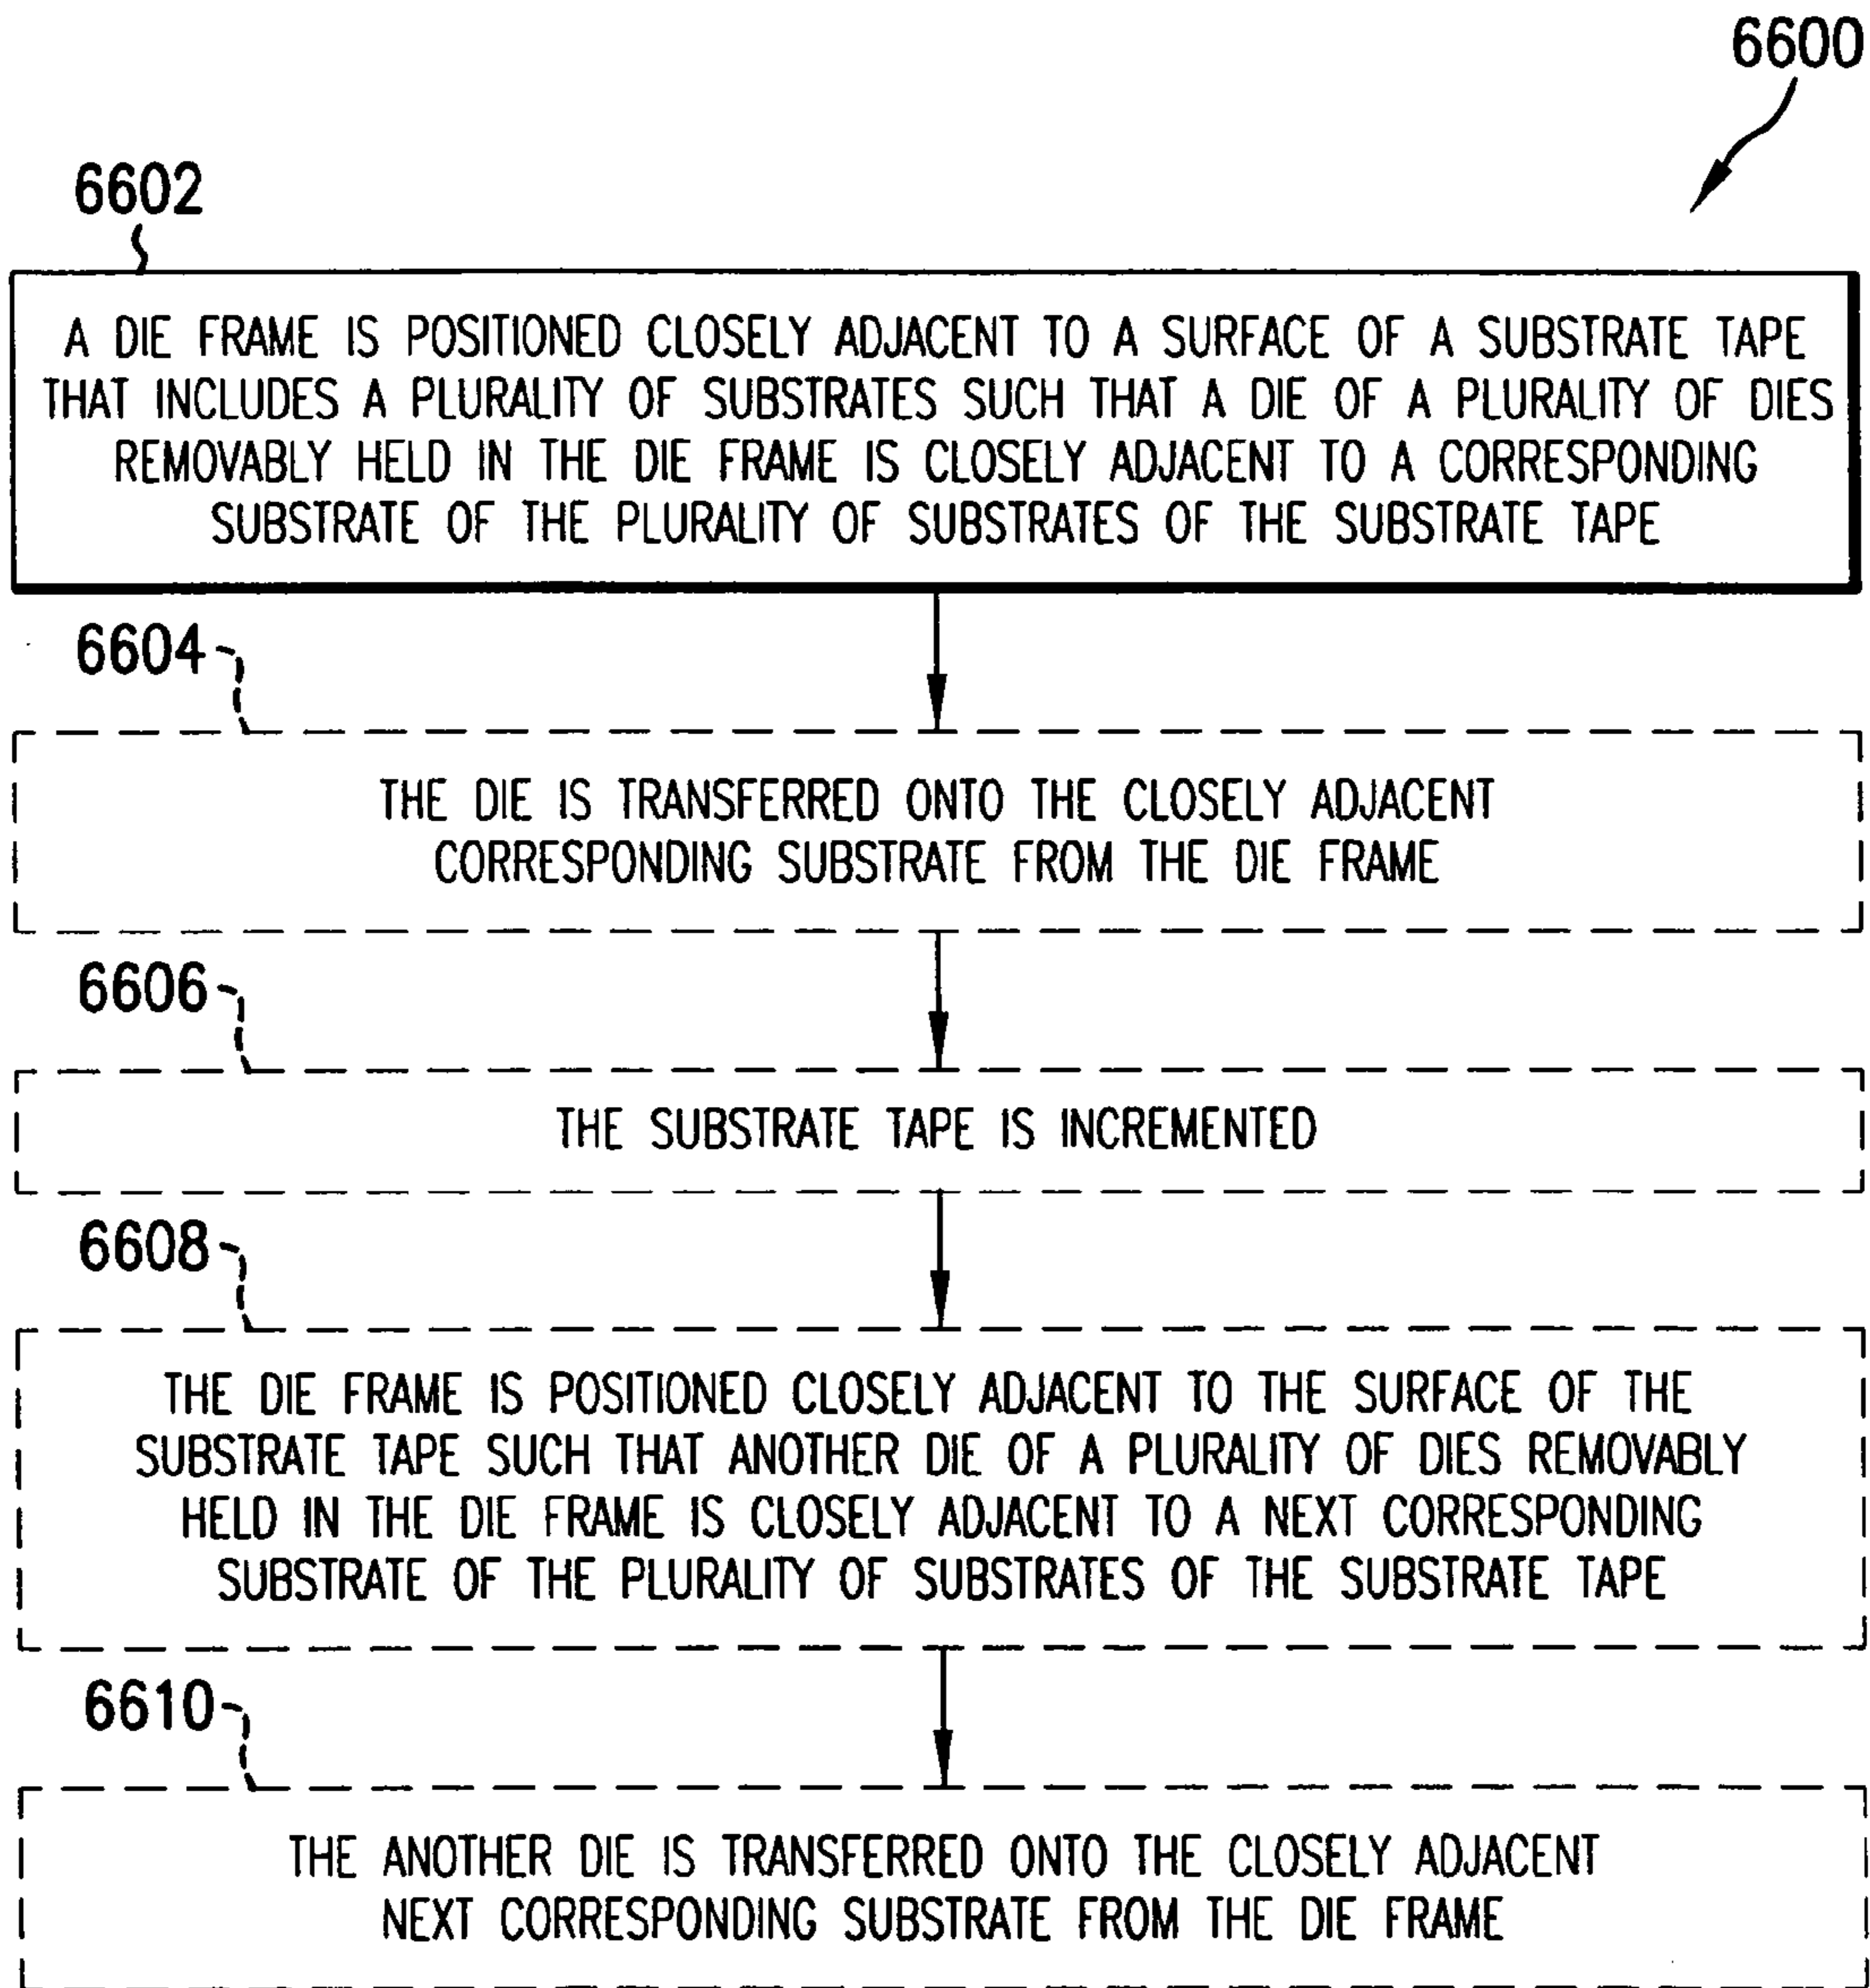 6600
6602
A DIE FRAME IS POSITIONED CLOSELY ADJACENT TO A SURFACE OF A SUBSTRATE TAPE
THAT INCLUDES A PLURALITY OF SUBSTRATES SUCH THAT A DIE OF A PLURALITY OF DIES
REMOVABLY HELD IN THE DIE FRAME IS CLOSELY ADJACENT TO A CORRESPONDING
SUBSTRATE OF THE PLURALITY OF SUBSTRATES OF THE SUBSTRATE TAPE
6604
THE DIE IS TRANSFERRED ONTO THE CLOSELY ADJACENT
CORRESPONDING SUBSTRATE FROM THE DIE FRAME
6606
THE SUBSTRATE TAPE IS INCREMENTED
6608
THE DIE FRAME IS POSITIONED CLOSELY ADJACENT TO THE SURFACE OF THE
SUBSTRATE TAPE SUCH THAT ANOTHER DIE OF A PLURALITY OF DIES REMOVABLY
HELD IN THE DIE FRAME IS CLOSELY ADJACENT TO A NEXT CORRESPONDING
SUBSTRATE OF THE PLURALITY OF SUBSTRATES OF THE SUBSTRATE TAPE
6610
THE ANOTHER DIE IS TRANSFERRED ONTO THE CLOSELY ADJACENT
NEXT CORRESPONDING SUBSTRATE FROM THE DIE FRAME